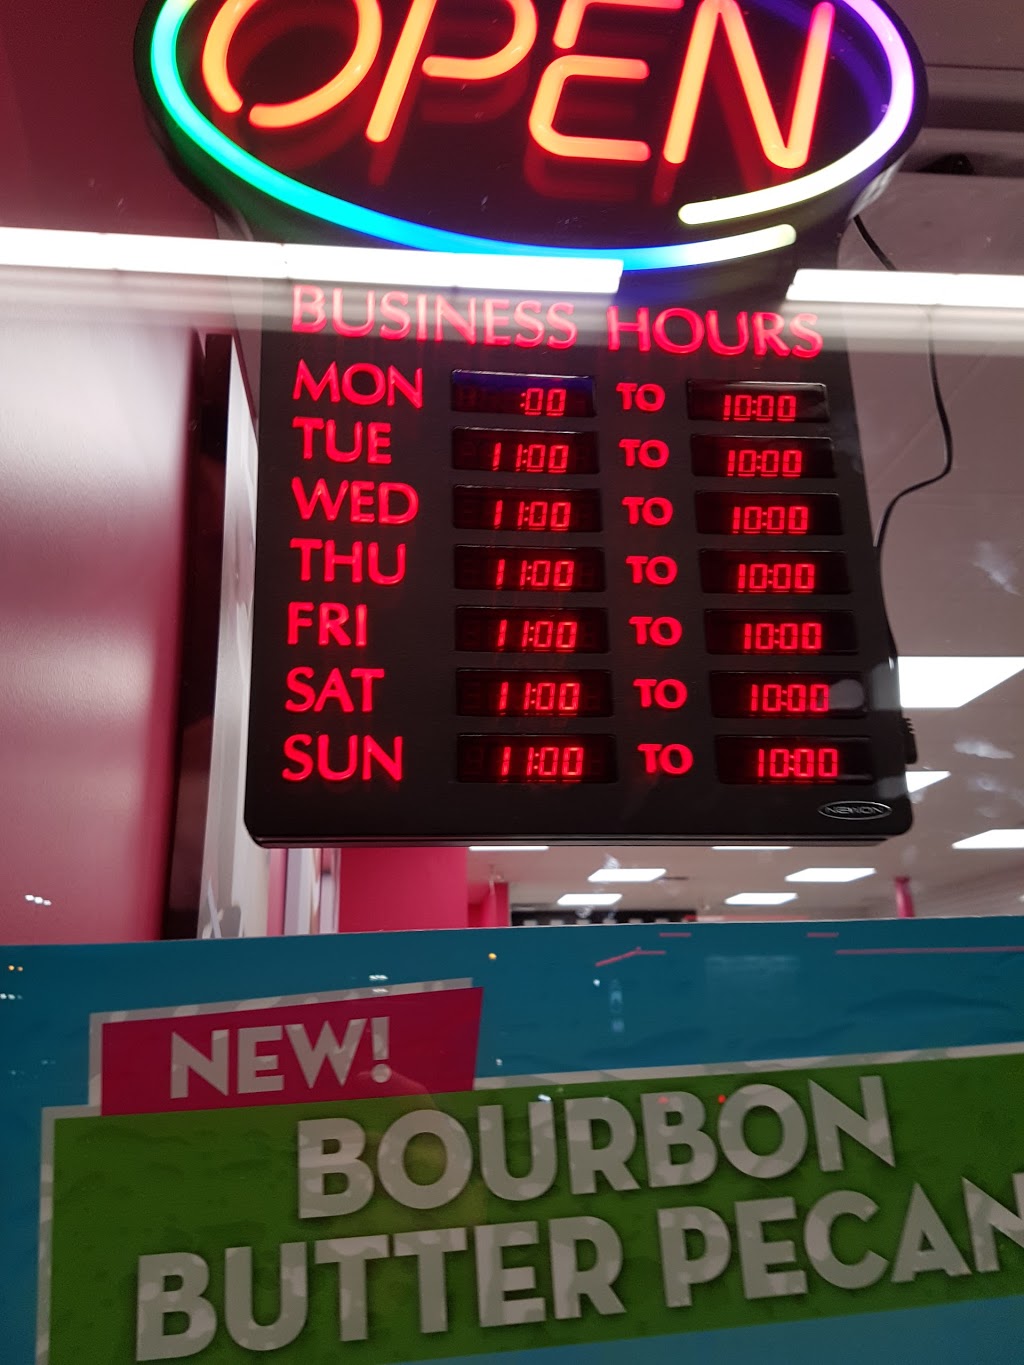 OPEN
BUSINESS HOURS
MON :00 TO 10:00
TUE 11:00 TO 10:00
WED 11:00 TO 10:00
THU 11:00 TO 10:00
FRI 11:00 TO 10:00
SAT 11:00 TO 10:00
SUN 11:00 TO 10:00
NEWON
NEW!
BOURBON
BUTTER PECAN